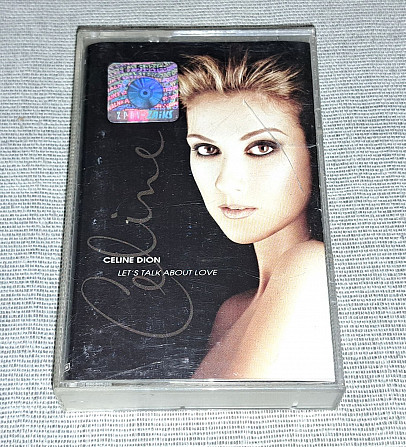 Celine
CELINE DION
LET'S TALK ABOUT LOVE